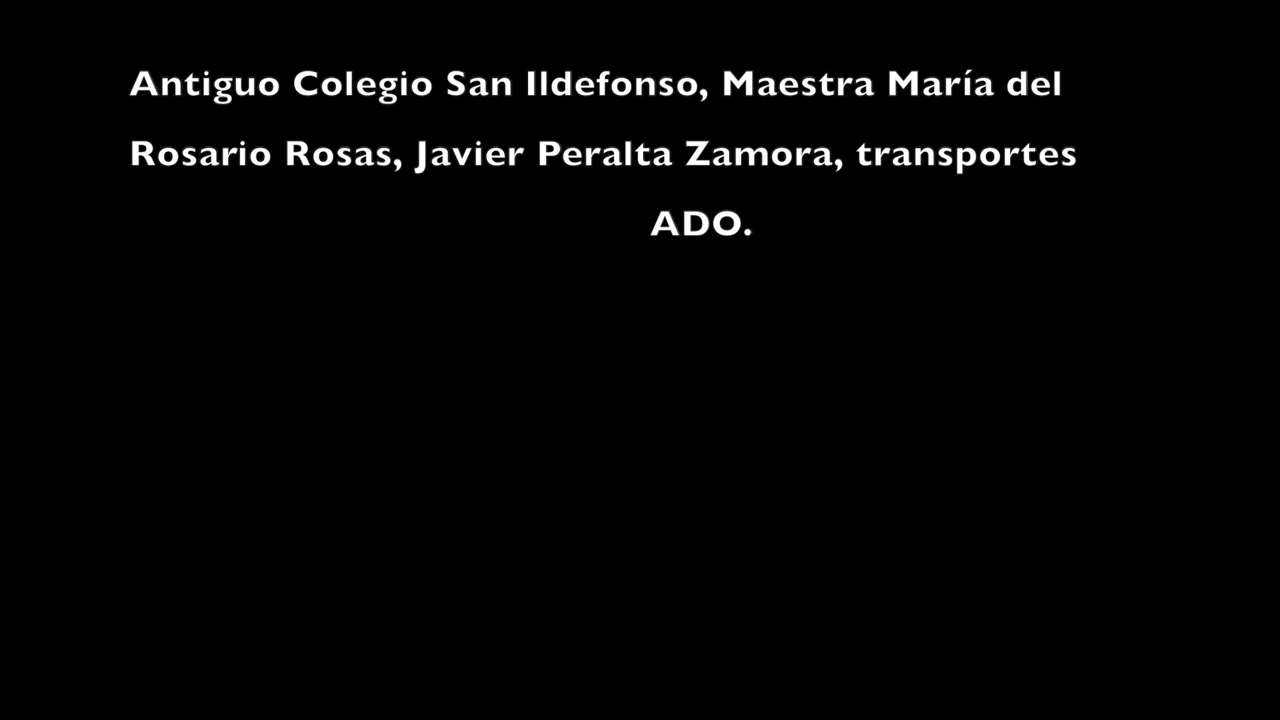 Antiguo Colegio San Ildefonso, Maestra María del
Rosario Rosas, Javier Peralta Zamora, transportes
ADO.